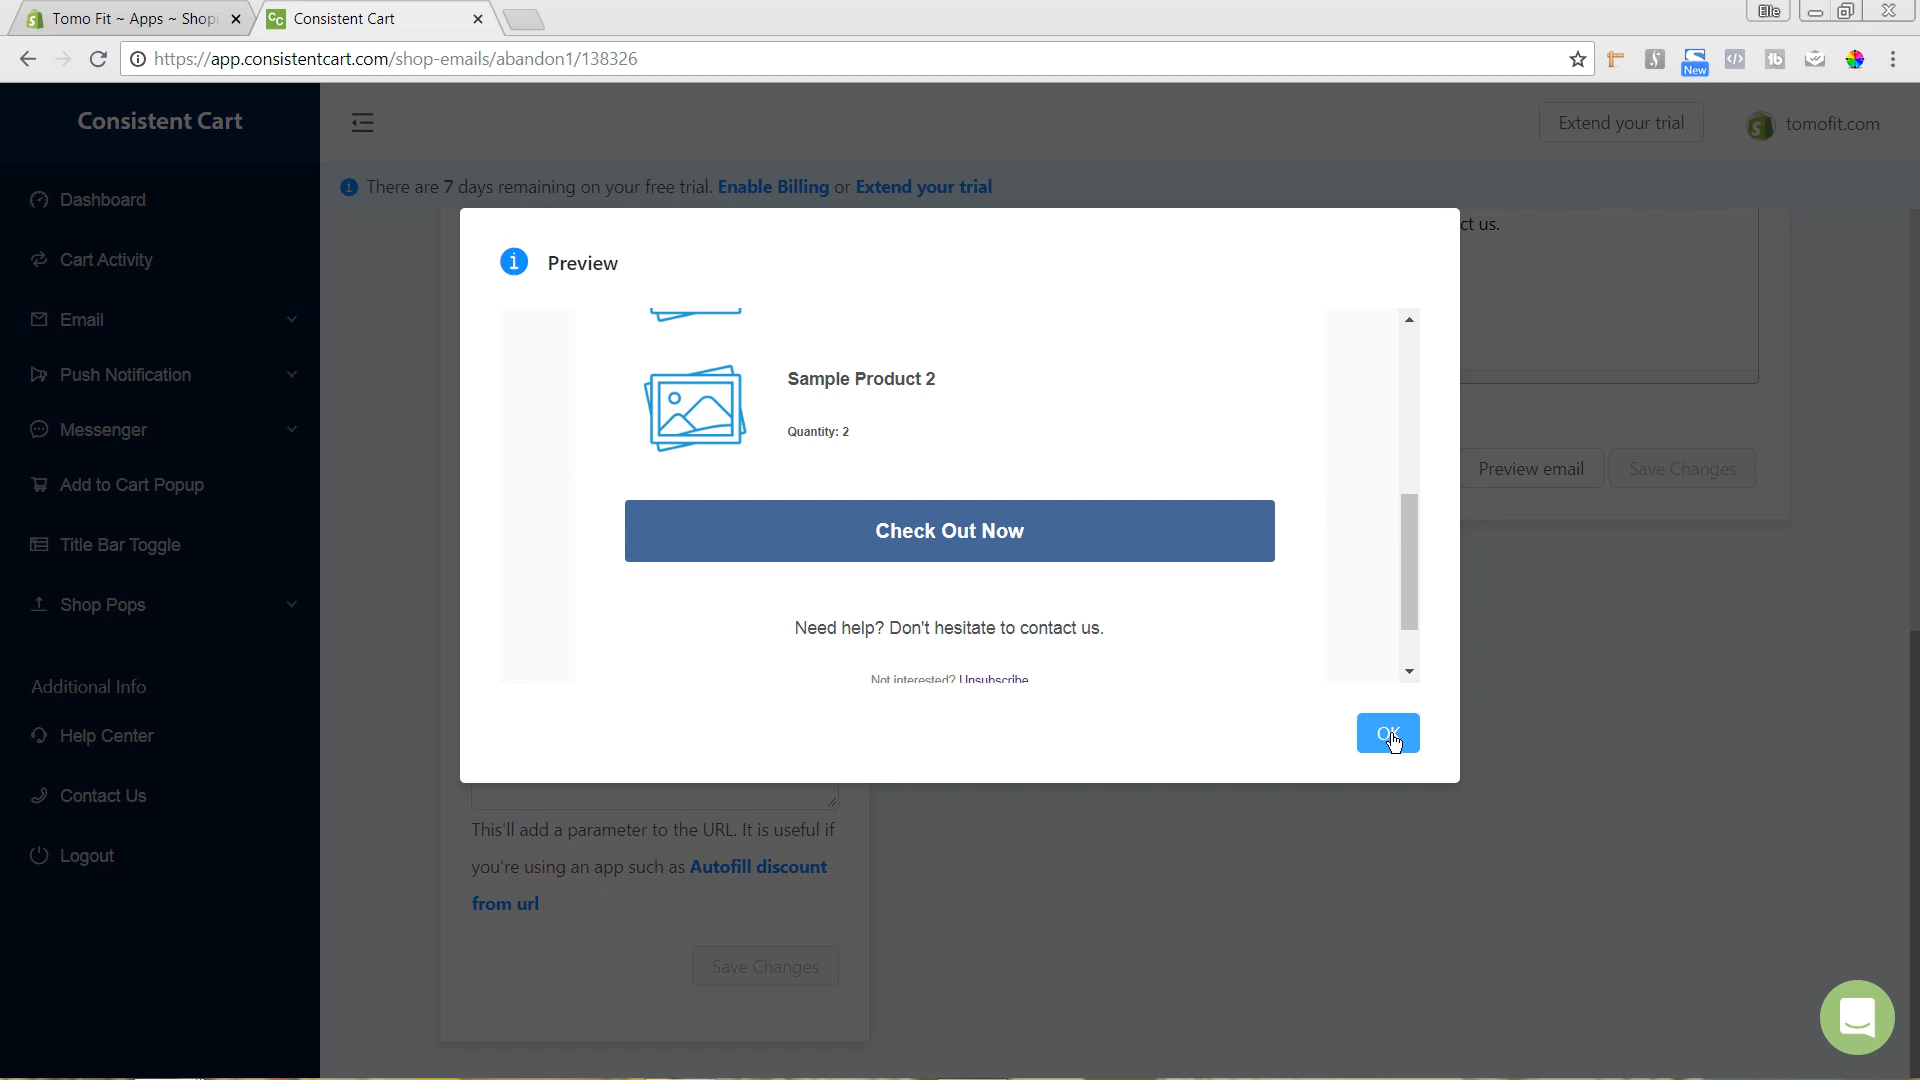 Tomo Fit ~ Apps ~ Shopi
Consistent Cart
Elle
https://app.consistentcart.com/shop-emails/abandon1/138326
New
Consistent Cart
Extend your trial
tomofit.com
There are 7 days remaining on your free trial. Enable Billing or Extend your trial
Dashboard
Cart Activity
Email
Push Notification
Messenger
Add to Cart Popup
Title Bar Toggle
Shop Pops
Additional Info
Help Center
Contact Us
Logout
ct us.
Preview
Sample Product 2
Quantity: 2
Check Out Now
Need help? Don't hesitate to contact us.
Not interested? Unsubscribe
OK
Preview email
Save Changes
This'll add a parameter to the URL. It is useful if
you're using an app such as Autofill discount
from url
Save Changes